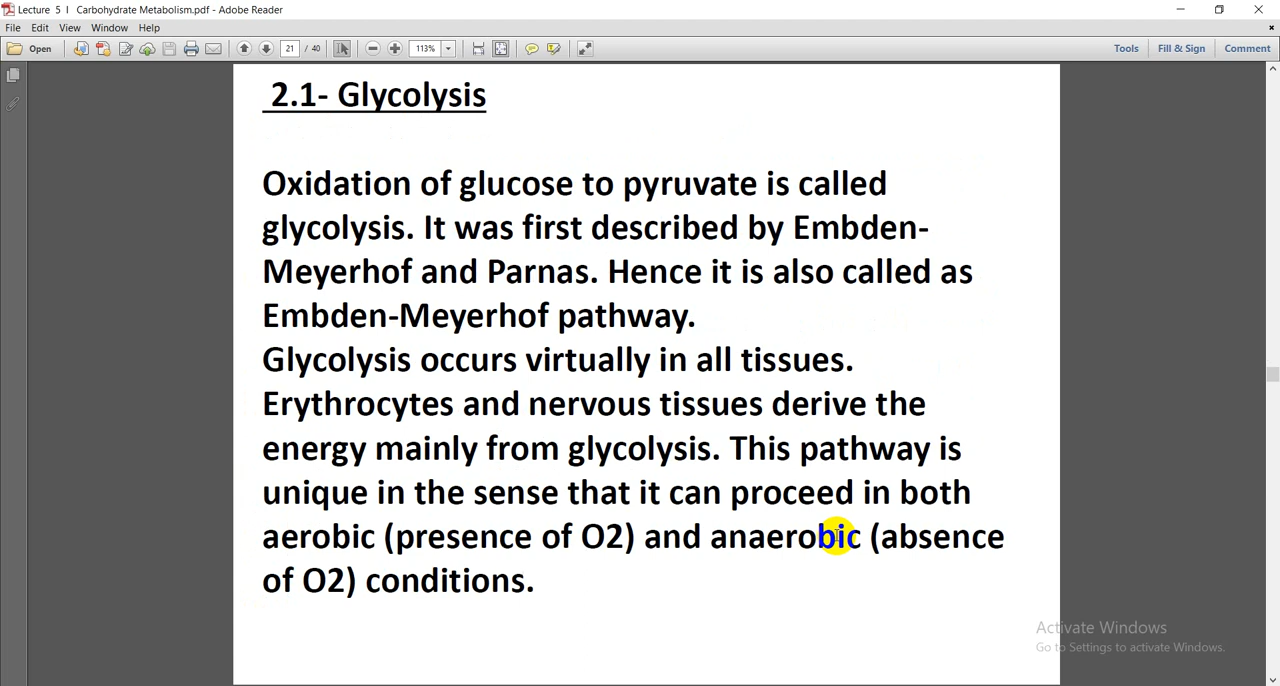 Lecture 5 I Carbohydrate Metabolism.pdf - Adobe Reader
File Edit View Window Help
Open 21 / 40 113% Tools Fill & Sign Comment
2.1- Glycolysis
Oxidation of glucose to pyruvate is called
glycolysis. It was first described by Embden-
Meyerhof and Parnas. Hence it is also called as
Embden-Meyerhof pathway.
Glycolysis occurs virtually in all tissues.
Erythrocytes and nervous tissues derive the
energy mainly from glycolysis. This pathway is
unique in the sense that it can proceed in both
aerobic (presence of O2) and anaerobic (absence
of O2) conditions.
Activate Windows
Go to Settings to activate Windows.